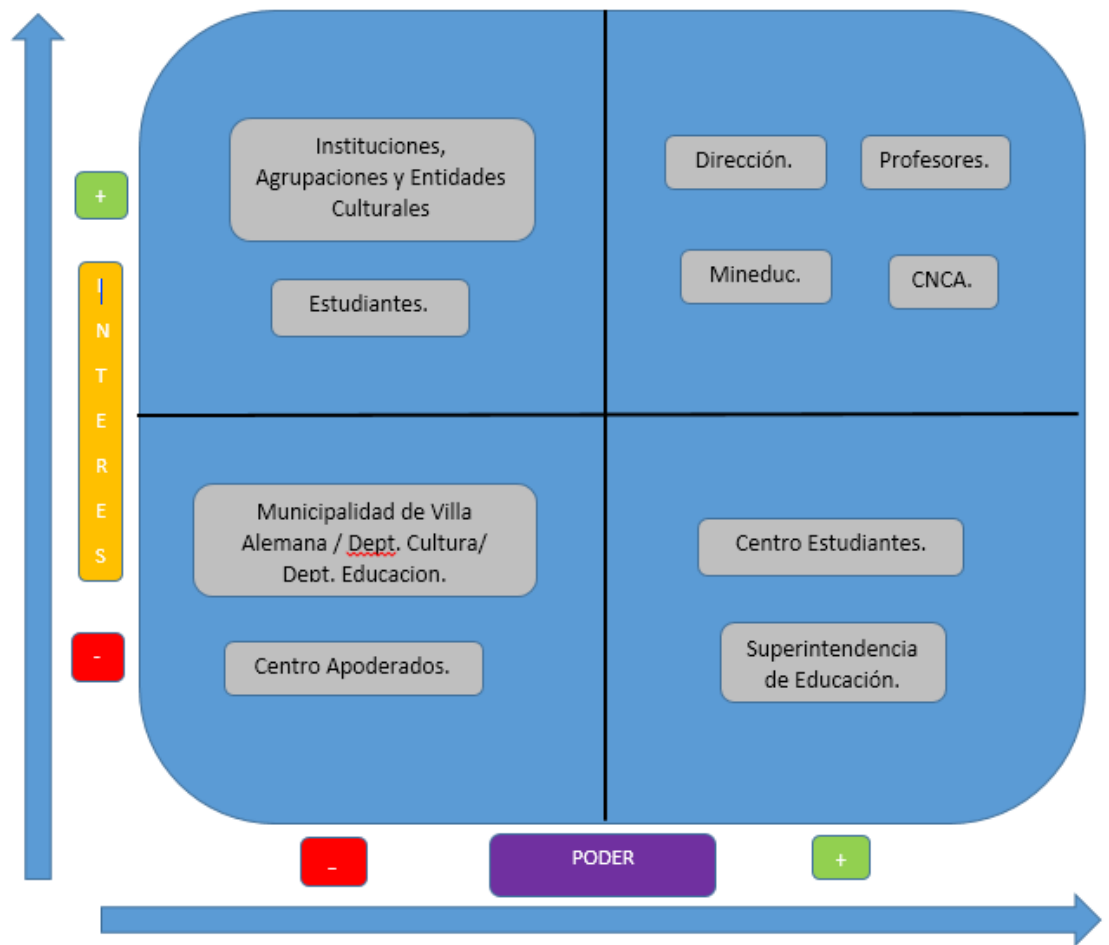 Instituciones,
Agrupaciones y Entidades
Culturales
Estudiantes.
Dirección.
Profesores.
Mineduc.
CNCA.
+
I
N
T
E
R
E
S
-
Municipalidad de Villa
Alemana / Dept. Cultura/
Dept. Educacion.
Centro Apoderados.
Centro Estudiantes.
Superintendencia
de Educación.
-
PODER
+